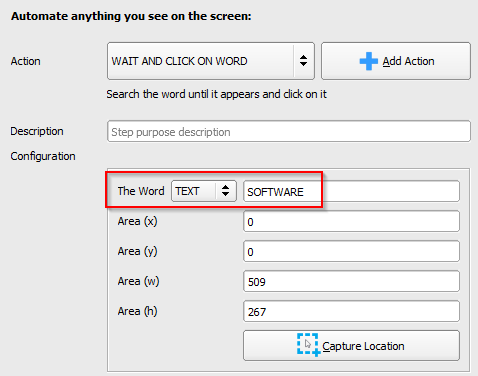 Automate anything you see on the screen:
Action WAIT AND CLICK ON WORD Add Action
Search the word until it appears and click on it
Description Step purpose description
Configuration
The Word TEXT SOFTWARE
Area (x) 0
Area (y) 0
Area (w) 509
Area (h) 267
Capture Location